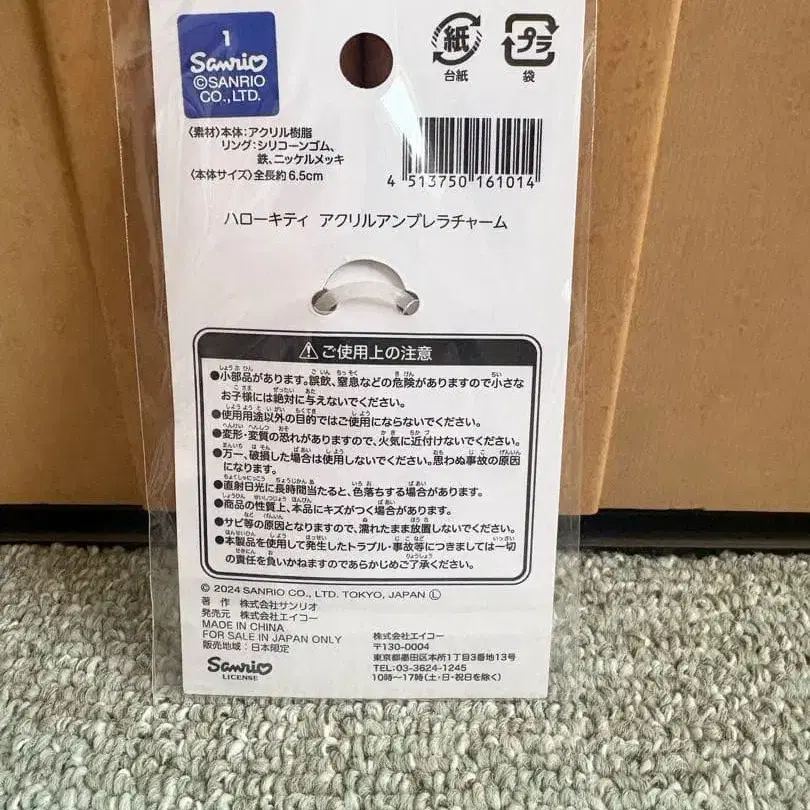 1
Sanrio
©SANRIO
CO., LTD.
紙
台紙
プラ
袋
〈素材〉本体:アクリル樹脂
リング:シリコーンゴム、
鉄、ニッケルメッキ
〈本体サイズ〉全長約6.5cm
4 513750 161014
ハローキティ アクリルアンブレラチャーム
⚠ご使用上の注意
●小部品があります。誤飲、窒息などの危険がありますので小さな
お子様には絶対に与えないでください。
●使用用途以外の目的ではご使用にならないでください。
●変形・変質の恐れがありますので、火気に近付けないでください。
●万一、破損した場合は使用しないでください。思わぬ事故の原因
になります。
●直射日光に長時間当たると、色落ちする場合があります。
●商品の性質上、本品にキズがつく場合があります。
●サビ等の原因となりますので、濡れたまま放置しないでください。
●本製品を使用して発生したトラブル・事故等につきましては一切
の責任を負いかねますのであらかじめご了承ください。
© 2024 SANRIO CO., LTD. TOKYO, JAPAN Ⓛ
著 作 株式会社サンリオ
発売元 株式会社エイコー
MADE IN CHINA
FOR SALE IN JAPAN ONLY
販売地域:日本限定
Sanrio
LICENSE
株式会社エイコー
〒130-0004
東京都墨田区本所1丁目3番13号
TEL:03-3624-1245
10時〜17時(土・日・祝日を除く)